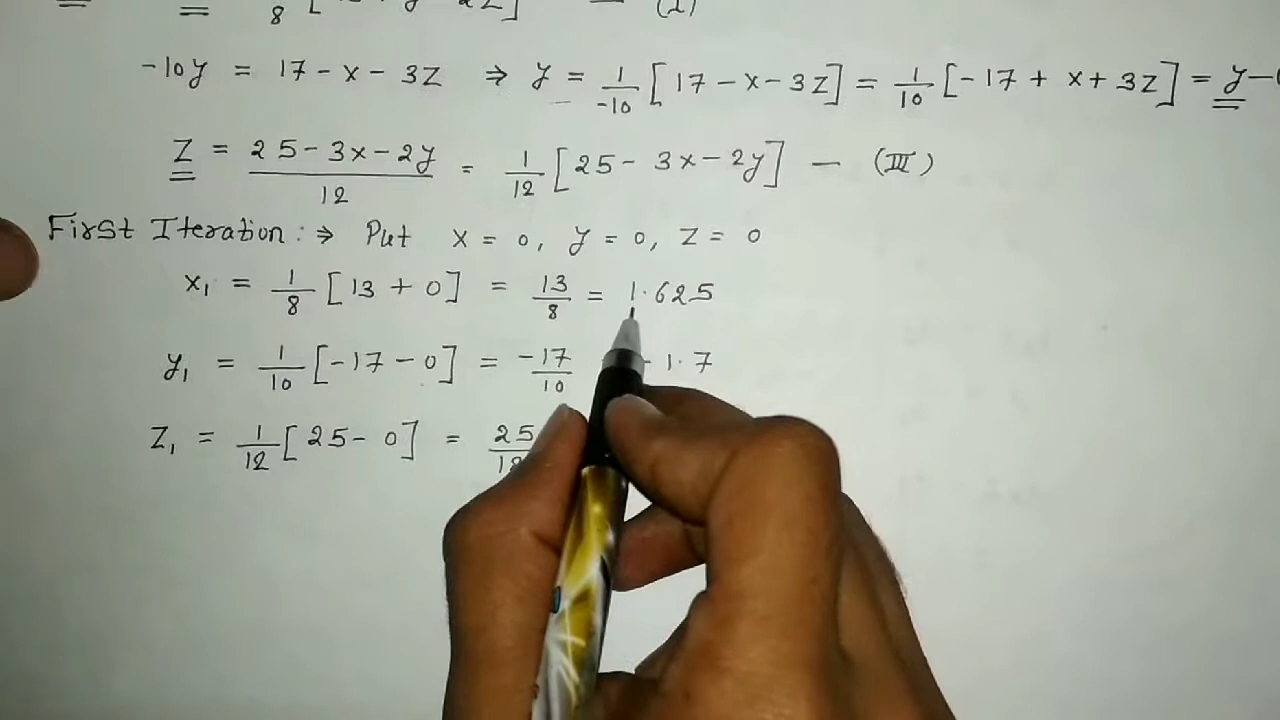 = = 8 [ ] — (I)
-10y = 17 - x - 3z ⇒ y = 1/-10 [17 - x - 3z] = 1/10 [-17 + x + 3z] = y — (
z = 25 - 3x - 2y / 12 = 1/12 [25 - 3x - 2y] — (III)
First Iteration : ⇒ Put x = 0, y = 0, z = 0
x₁ = 1/8 [13 + 0] = 13/8 = 1.625
y₁ = 1/10 [-17 - 0] = -17/10 - 1.7
z₁ = 1/12 [25 - 0] = 25/12